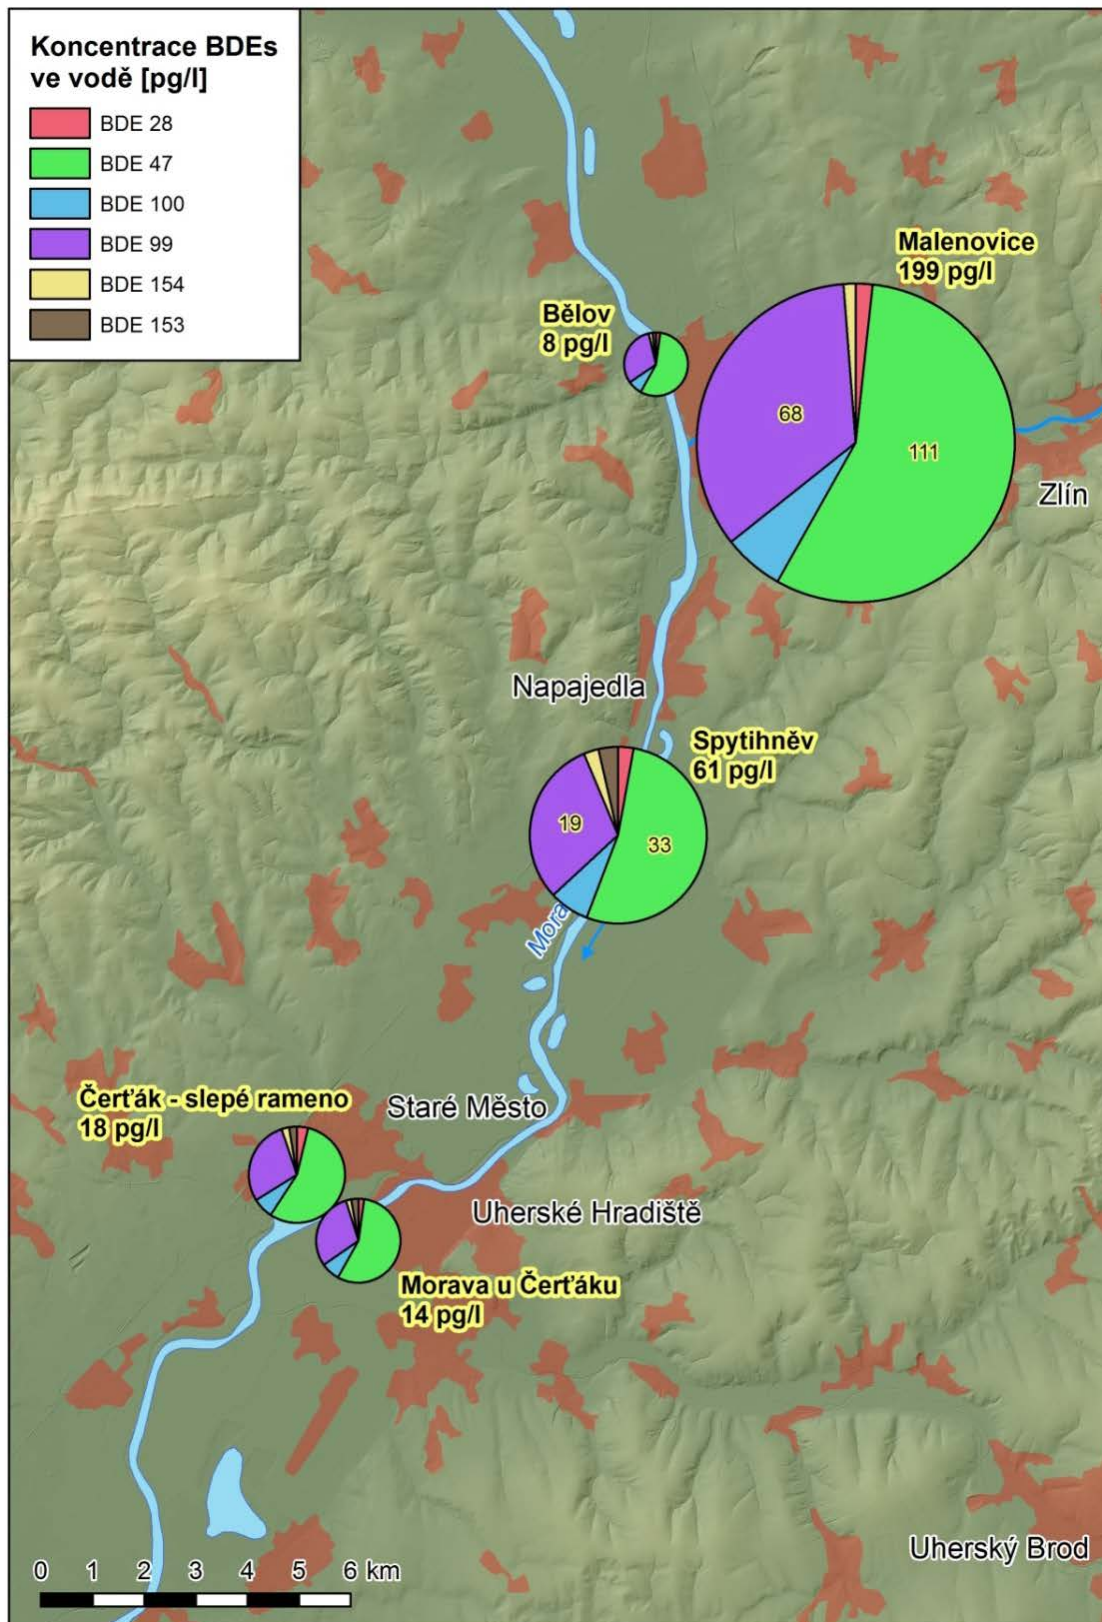 Koncentrace BDEs
ve vodě [pg/l]
BDE 28
BDE 47
BDE 100
BDE 99
BDE 154
BDE 153
Malenovice
199 pg/l
Bělov
8 pg/l
68
111
Zlín
Napajedla
Spytihněv
61 pg/l
19
33
Mora
Čerťák - slepé rameno
18 pg/l
Staré Město
Uherské Hradiště
Morava u Čerťáku
14 pg/l
Uherský Brod
0 1 2 3 4 5 6 km